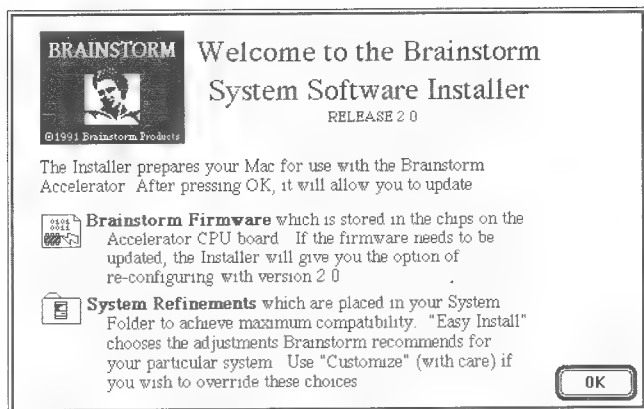 BRAINSTORM
©1991 Brainstorm Products
Welcome to the Brainstorm
System Software Installer
RELEASE 2 0
The Installer prepares your Mac for use with the Brainstorm
Accelerator After pressing OK, it will allow you to update
0101
0011
Brainstorm Firmware which is stored in the chips on the
Accelerator CPU board If the firmware needs to be
updated, the Installer will give you the option of
re-configuring with version 2 0
System Refinements which are placed in your System
Folder to achieve maximum compatibility. "Easy Install"
chooses the adjustments Brainstorm recommends for
your particular system Use "Customize" (with care) if
you wish to override these choices
OK